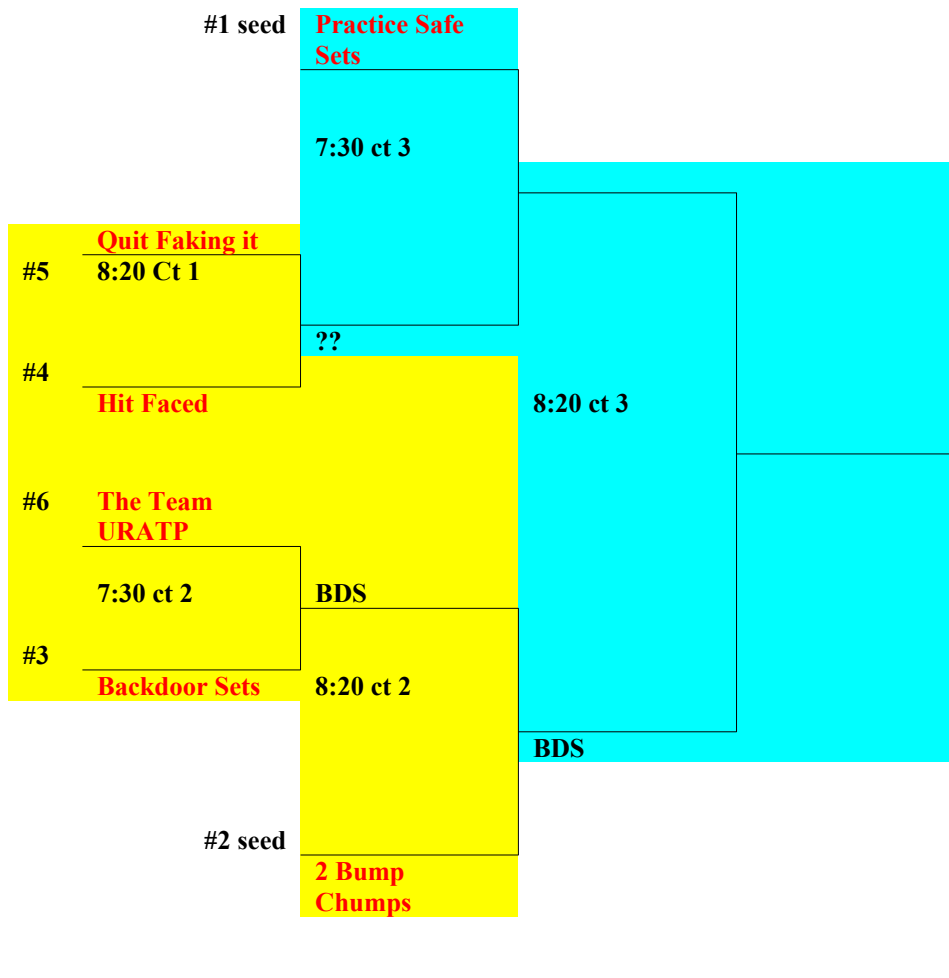 #1 seed
Practice Safe
Sets
7:30 ct 3
Quit Faking it
#5
8:20 Ct 1
??
#4
Hit Faced
8:20 ct 3
#6
The Team
URATP
7:30 ct 2
BDS
#3
Backdoor Sets
8:20 ct 2
BDS
#2 seed
2 Bump
Chumps